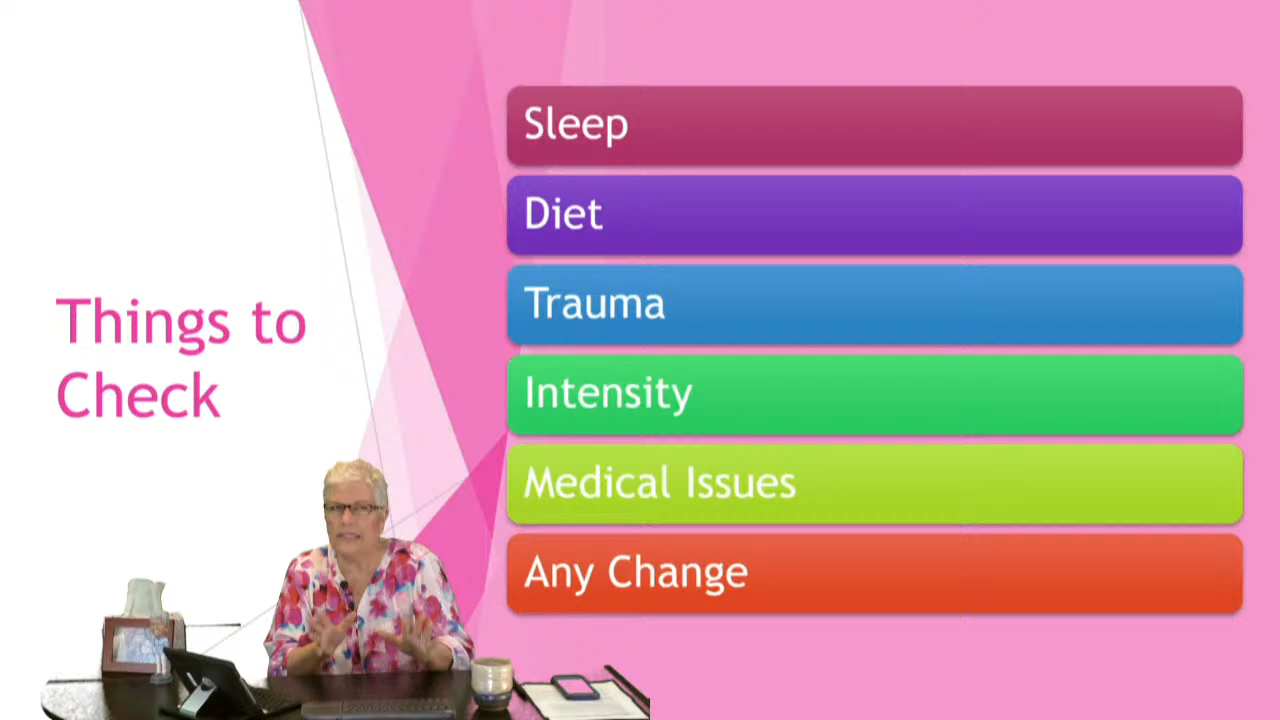 Things to
Check
Sleep
Diet
Trauma
Intensity
Medical Issues
Any Change